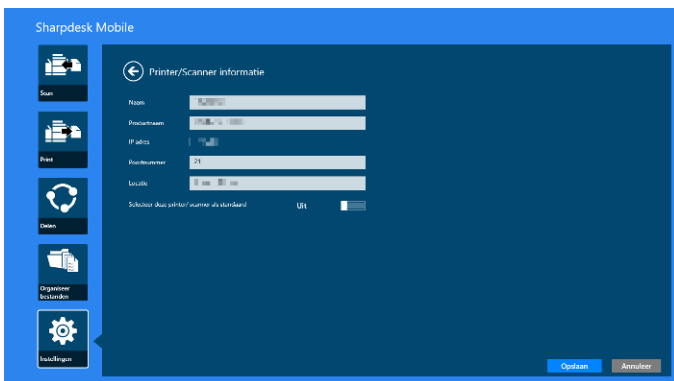 Sharpdesk Mobile
Scan
Print
Delen
Organiseer
bestanden
Instellingen
Printer/Scanner informatie
Naam
Productnaam
IP adres
Poortnummer
21
Locatie
Selecteer deze printer/scanner als standaard
Uit
Opslaan
Annuleer